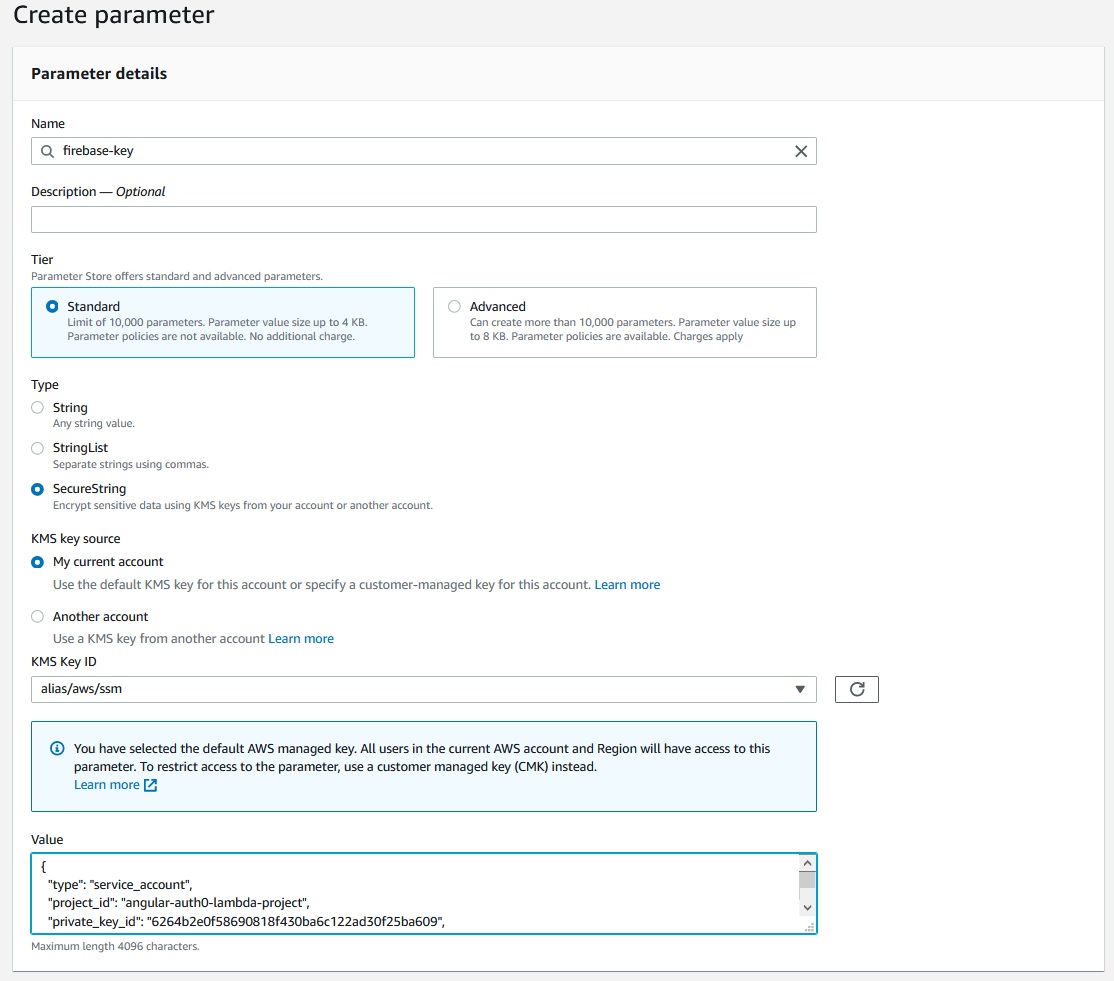 Create parameter
Parameter details
Name
firebase-key
Description — Optional
Tier
Parameter Store offers standard and advanced parameters.
Standard
Limit of 10,000 parameters. Parameter value size up to 4 KB.
Parameter policies are not available. No additional charge.
Advanced
Can create more than 10,000 parameters. Parameter value size up
to 8 KB. Parameter policies are available. Charges apply
Type
String
Any string value.
StringList
Separate strings using commas.
SecureString
Encrypt sensitive data using KMS keys from your account or another account.
KMS key source
My current account
Use the default KMS key for this account or specify a customer-managed key for this account. Learn more
Another account
Use a KMS key from another account Learn more
KMS Key ID
alias/aws/ssm
You have selected the default AWS managed key. All users in the current AWS account and Region will have access to this
parameter. To restrict access to the parameter, use a customer managed key (CMK) instead.
Learn more
Value
{
"type": "service_account",
"project_id": "angular-auth0-lambda-project",
"private_key_id": "6264b2e0f58690818f430ba6c122ad30f25ba609",
Maximum length 4096 characters.